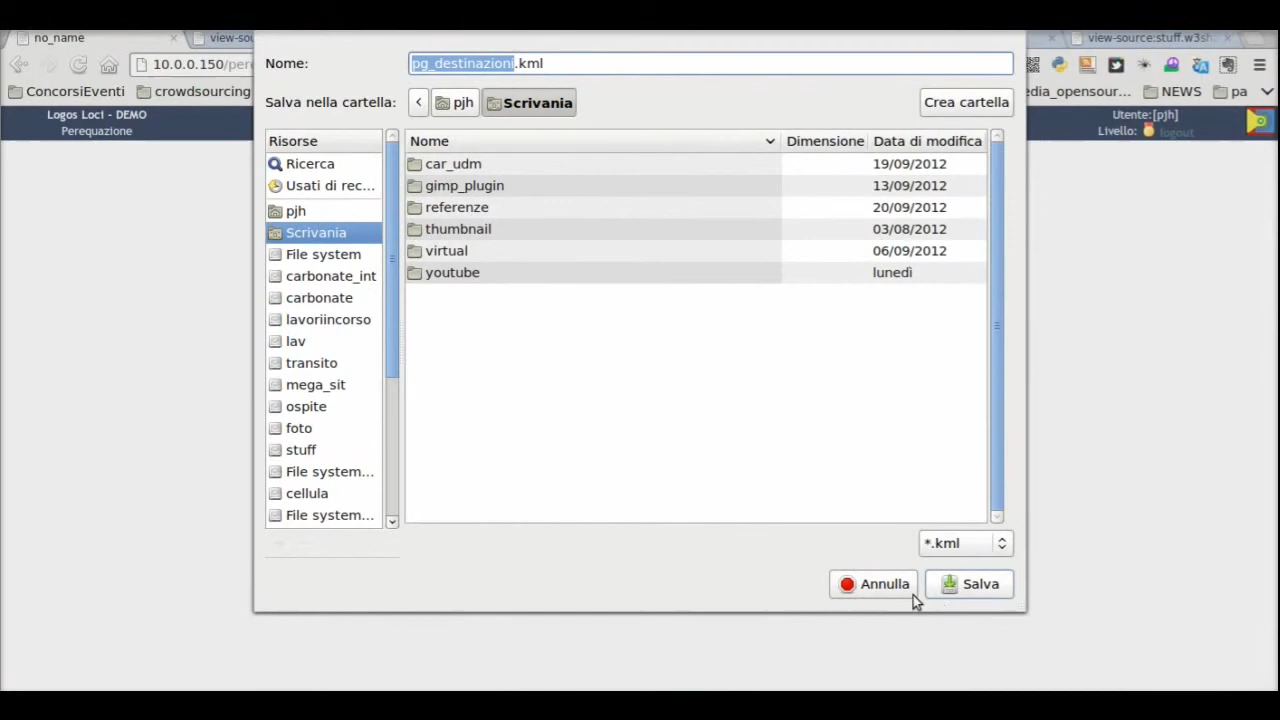 no_name
view-sou
view-source:stuff.w3sh
10.0.0.150/per
ConcorsiEventi
crowdsourcing
edia_opensour...
NEWS
pa
Logos Loci - DEMO
Perequazione
Utente:[pjh]
Livello:
logout
Nome:
pg_destinazioni.kml
Salva nella cartella:
pjh
Scrivania
Crea cartella
Risorse
Ricerca
Usati di rec...
pjh
Scrivania
File system
carbonate_int
carbonate
lavoriincorso
lav
transito
mega_sit
ospite
foto
stuff
File system...
cellula
File system...
Nome Dimensione Data di modifica
car_udm 19/09/2012
gimp_plugin 13/09/2012
referenze 20/09/2012
thumbnail 03/08/2012
virtual 06/09/2012
youtube lunedì
*.kml
Annulla
Salva